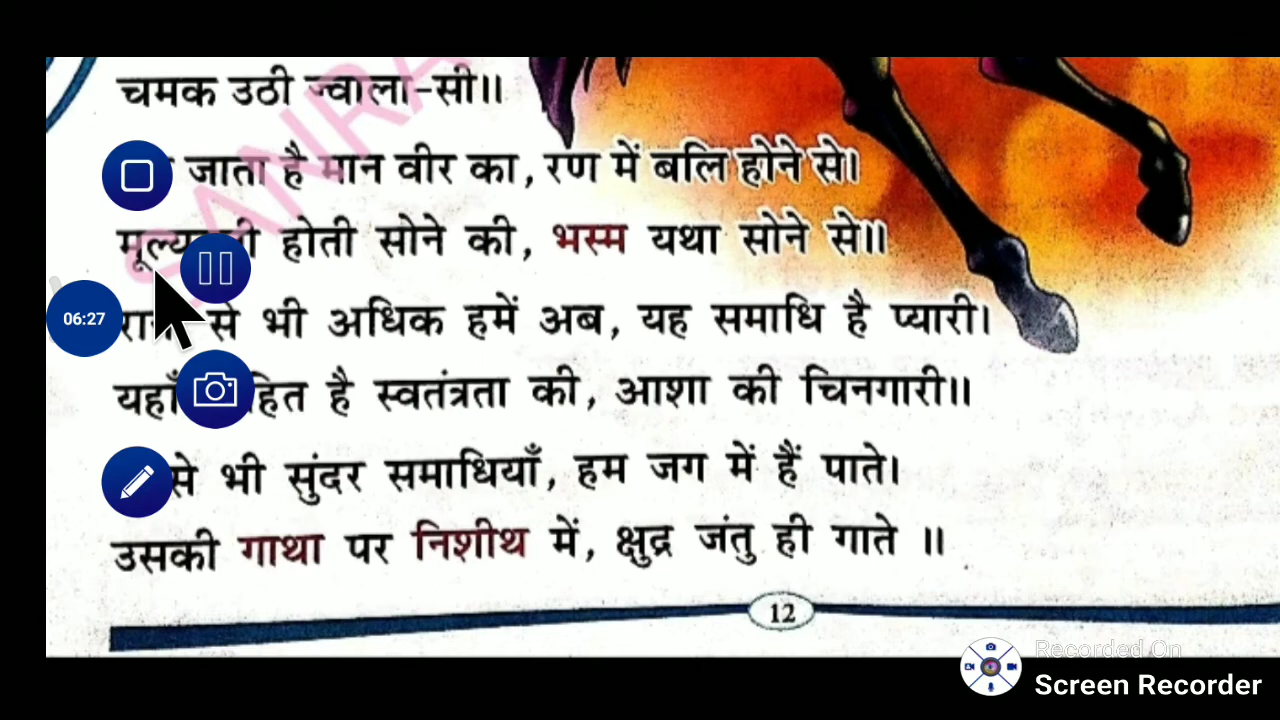 चमक उठी ज्वाला-सी॥
जाता है मान वीर का, रण में बलि होने से।
होती सोने की, भस्म यथा सोने से॥
06:27
से भी अधिक हमें अब, यह समाधि है प्यारी।
है स्वतंत्रता की, आशा की चिनगारी॥
से भी सुंदर समाधियाँ, हम जग में हैं पाते।
उसकी गाथा पर निशीथ में, क्षुद्र जंतु ही गाते ॥
12
Recorded On
Screen Recorder